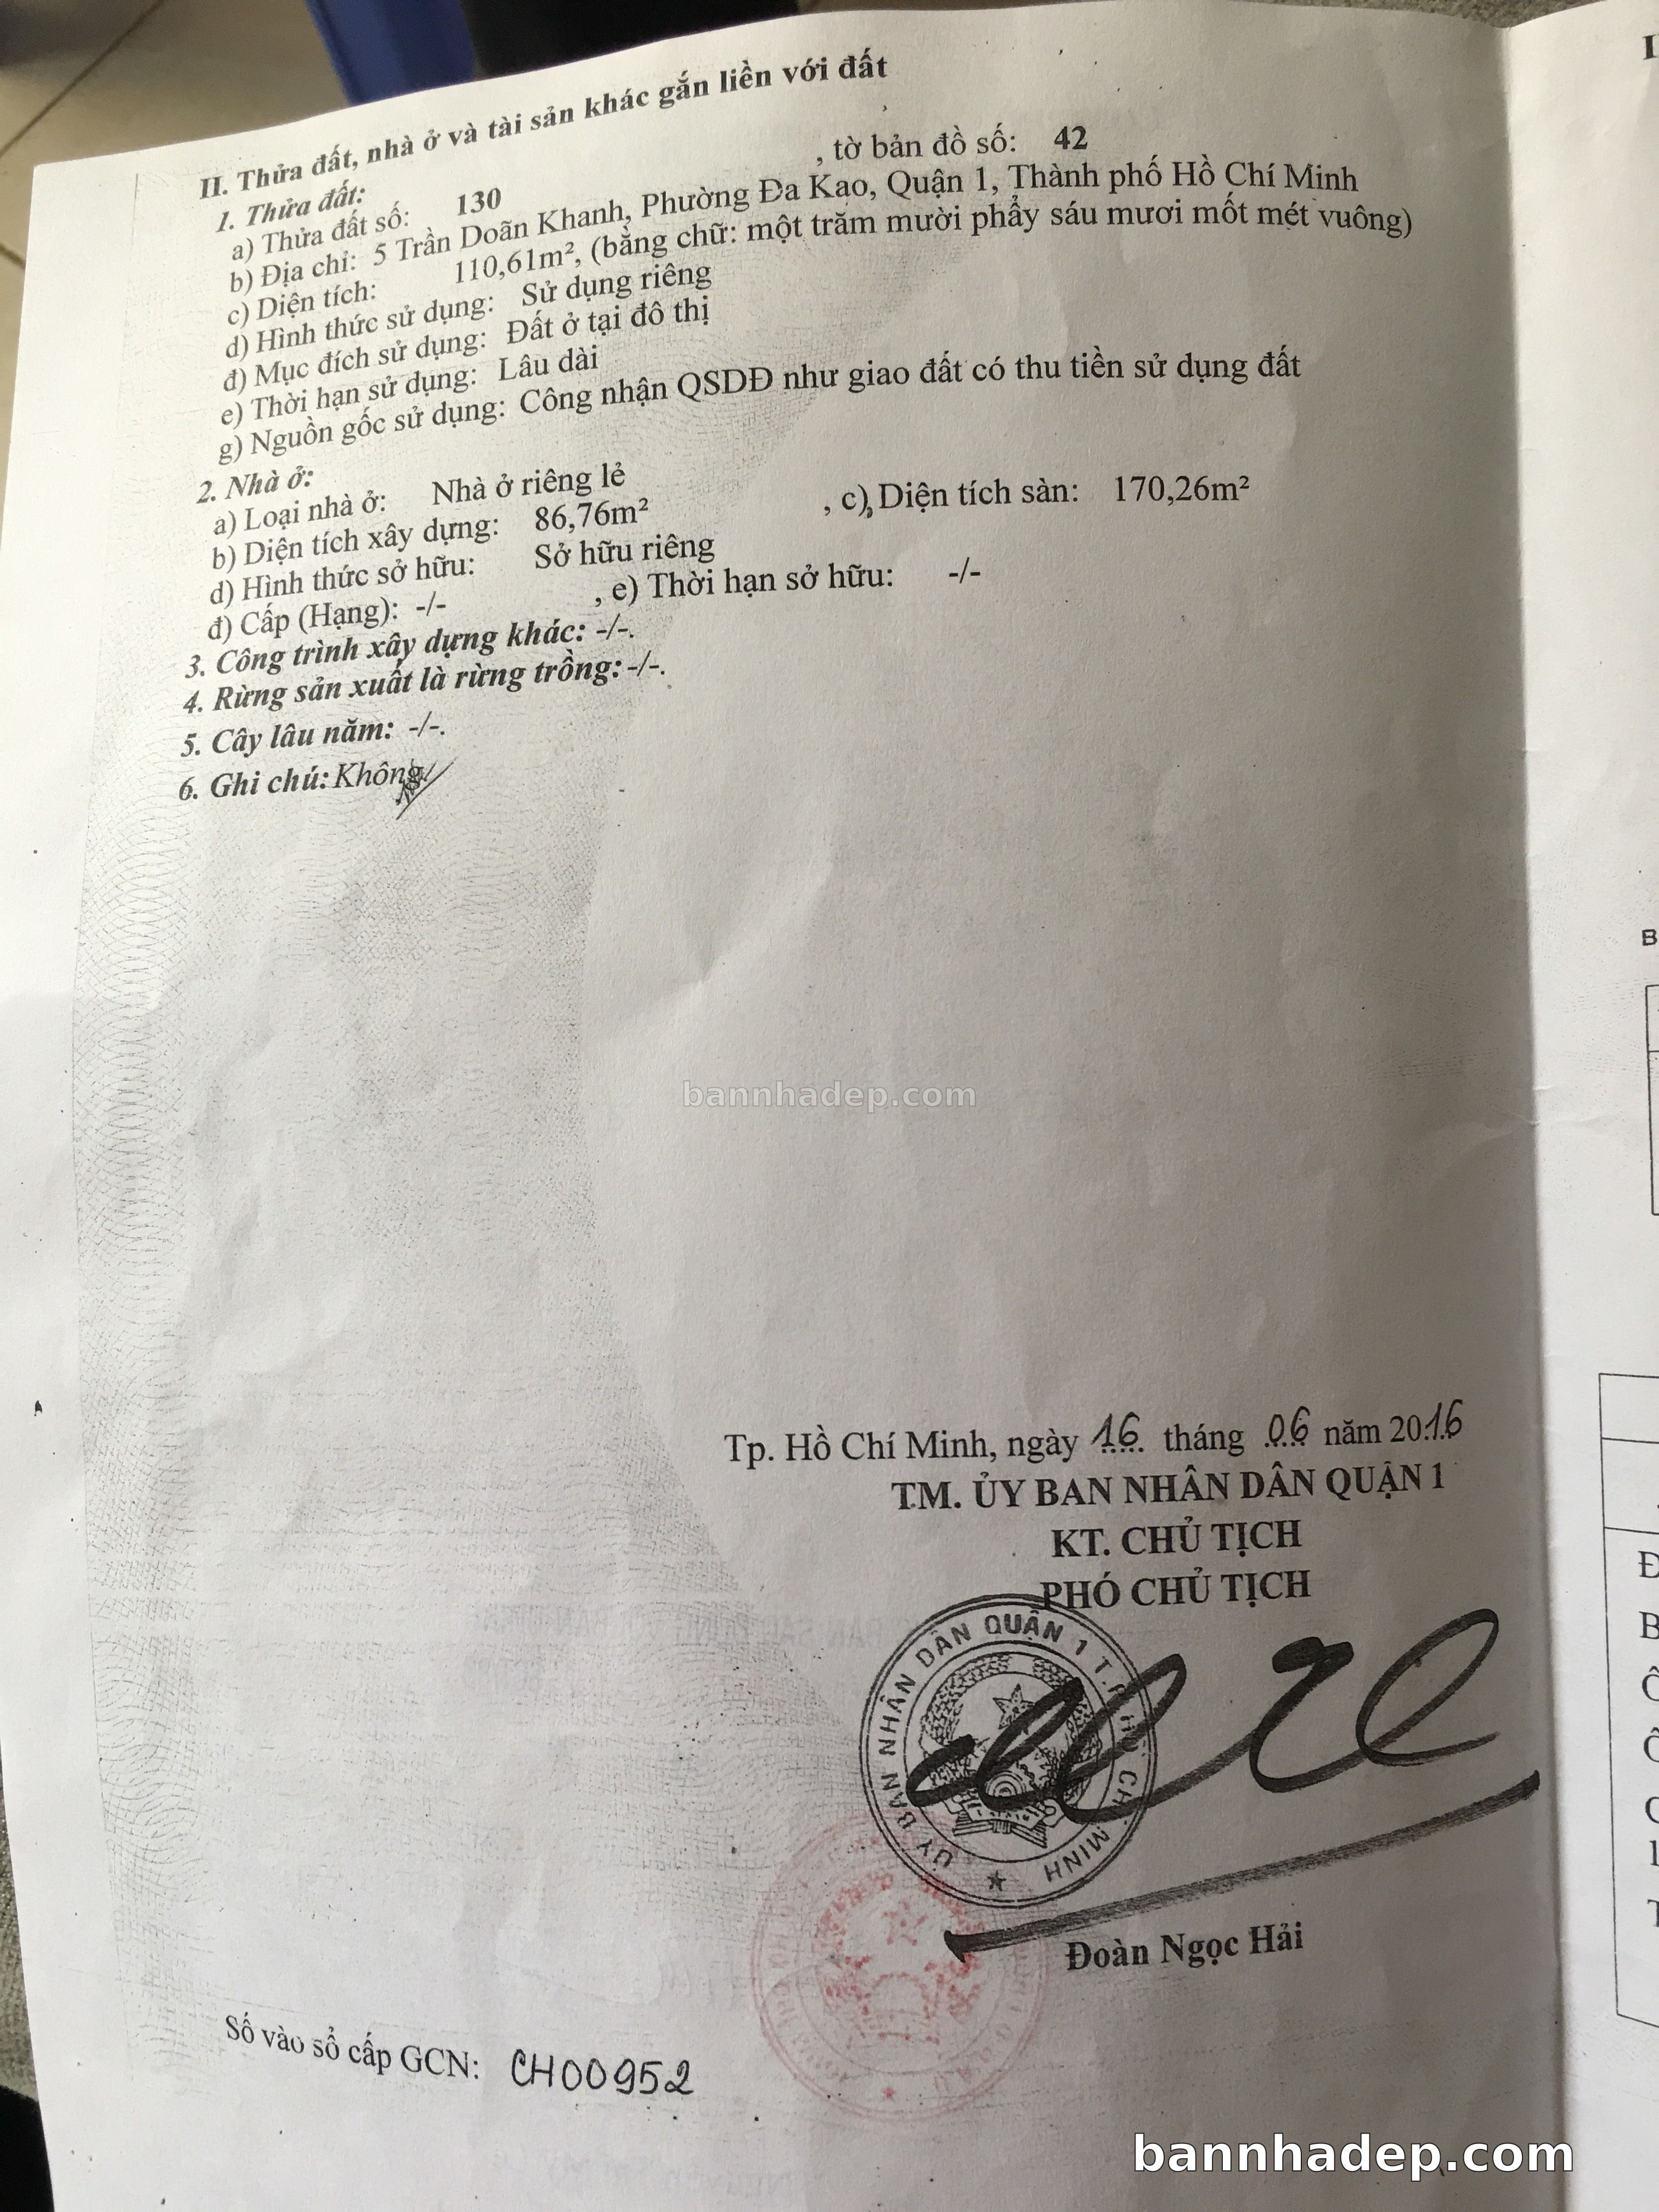 II. Thửa đất, nhà ở và tài sản khác gắn liền với đất
1. Thửa đất:
a) Thửa đất số: 130 , tờ bản đồ số: 42
b) Địa chỉ: 5 Trần Doãn Khanh, Phường Đa Kao, Quận 1, Thành phố Hồ Chí Minh
c) Diện tích: 110,61m², (bằng chữ: một trăm mười phẩy sáu mươi mốt mét vuông)
d) Hình thức sử dụng: Sử dụng riêng
đ) Mục đích sử dụng: Đất ở tại đô thị
e) Thời hạn sử dụng: Lâu dài
g) Nguồn gốc sử dụng: Công nhận QSDĐ như giao đất có thu tiền sử dụng đất
2. Nhà ở:
a) Loại nhà ở: Nhà ở riêng lẻ
b) Diện tích xây dựng: 86,76m² , c), Diện tích sàn: 170,26m²
d) Hình thức sở hữu: Sở hữu riêng
đ) Cấp (Hạng): -/- , e) Thời hạn sở hữu: -/-
3. Công trình xây dựng khác: -/-.
4. Rừng sản xuất là rừng trồng: -/-.
5. Cây lâu năm: -/-.
6. Ghi chú: Không
bannhadep.com
Tp. Hồ Chí Minh, ngày 16 tháng 06 năm 2016
TM. ỦY BAN NHÂN DÂN QUẬN 1
KT. CHỦ TỊCH
PHÓ CHỦ TỊCH
ỦY BAN NHÂN DÂN QUẬN 1 T.P HỒ CHÍ MINH
Đoàn Ngọc Hải
Số vào sổ cấp GCN: CH00952
bannhadep.com